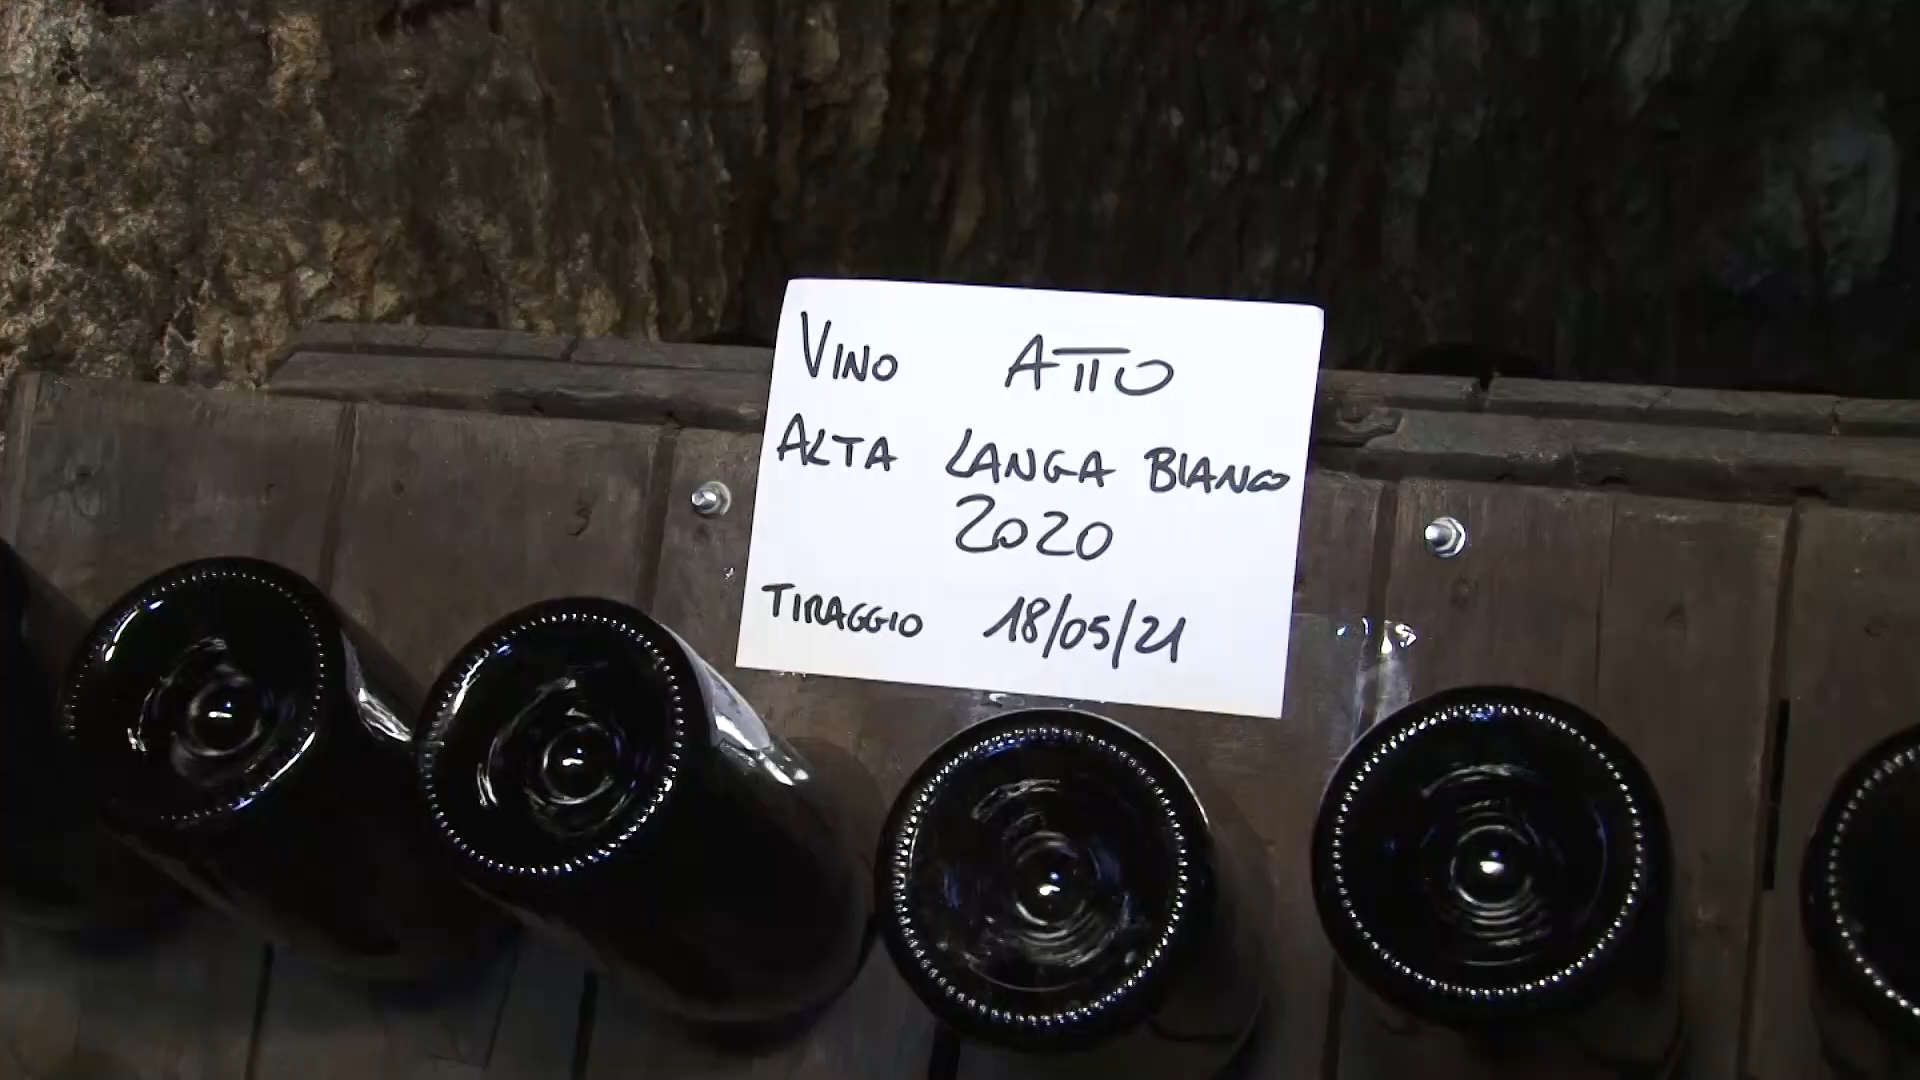 VINO ATTO
ALTA LANGA BIANCO
2020
TIRAGGIO 18/05/21